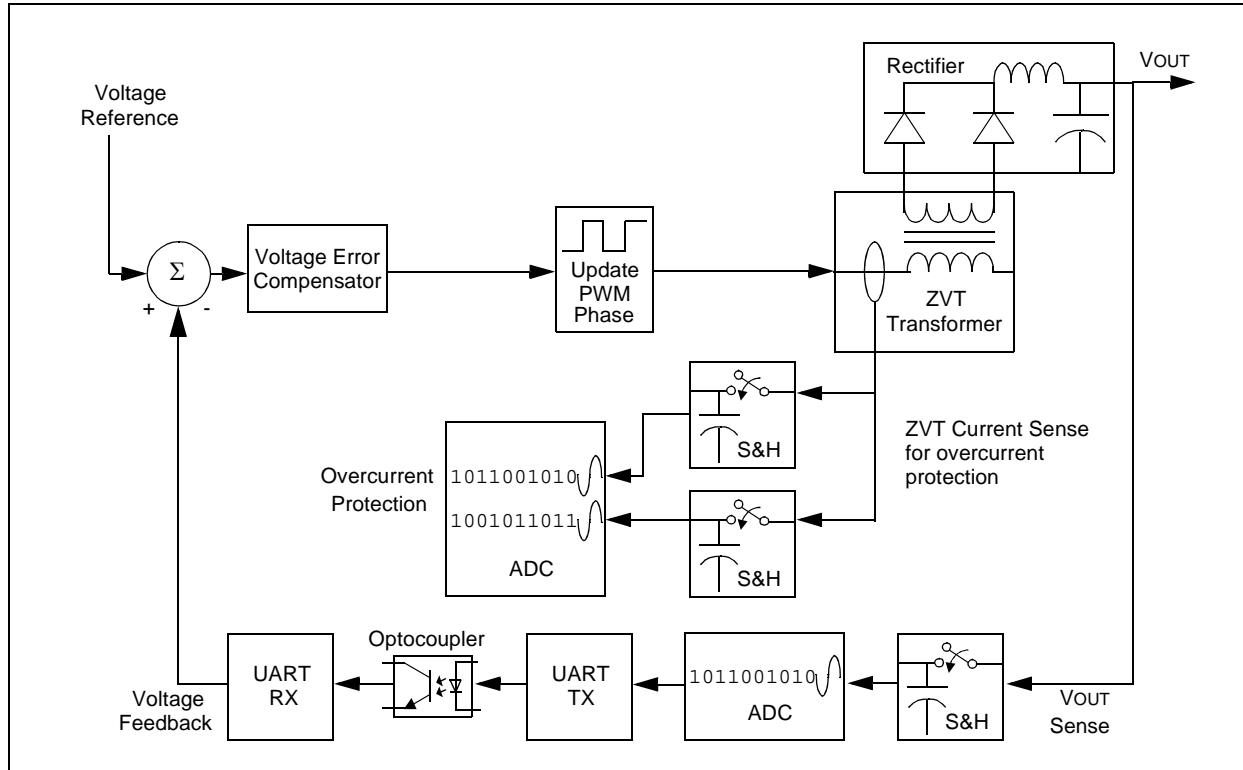 Rectifier
VOUT
Voltage
Reference
Σ
+
-
Voltage Error
Compensator
Update
PWM
Phase
ZVT
Transformer
S&H
ZVT Current Sense
for overcurrent
protection
Overcurrent
Protection
1011001010
1001011011
ADC
S&H
Optocoupler
Voltage
Feedback
UART
RX
UART
TX
1011001010
ADC
S&H
VOUT
Sense